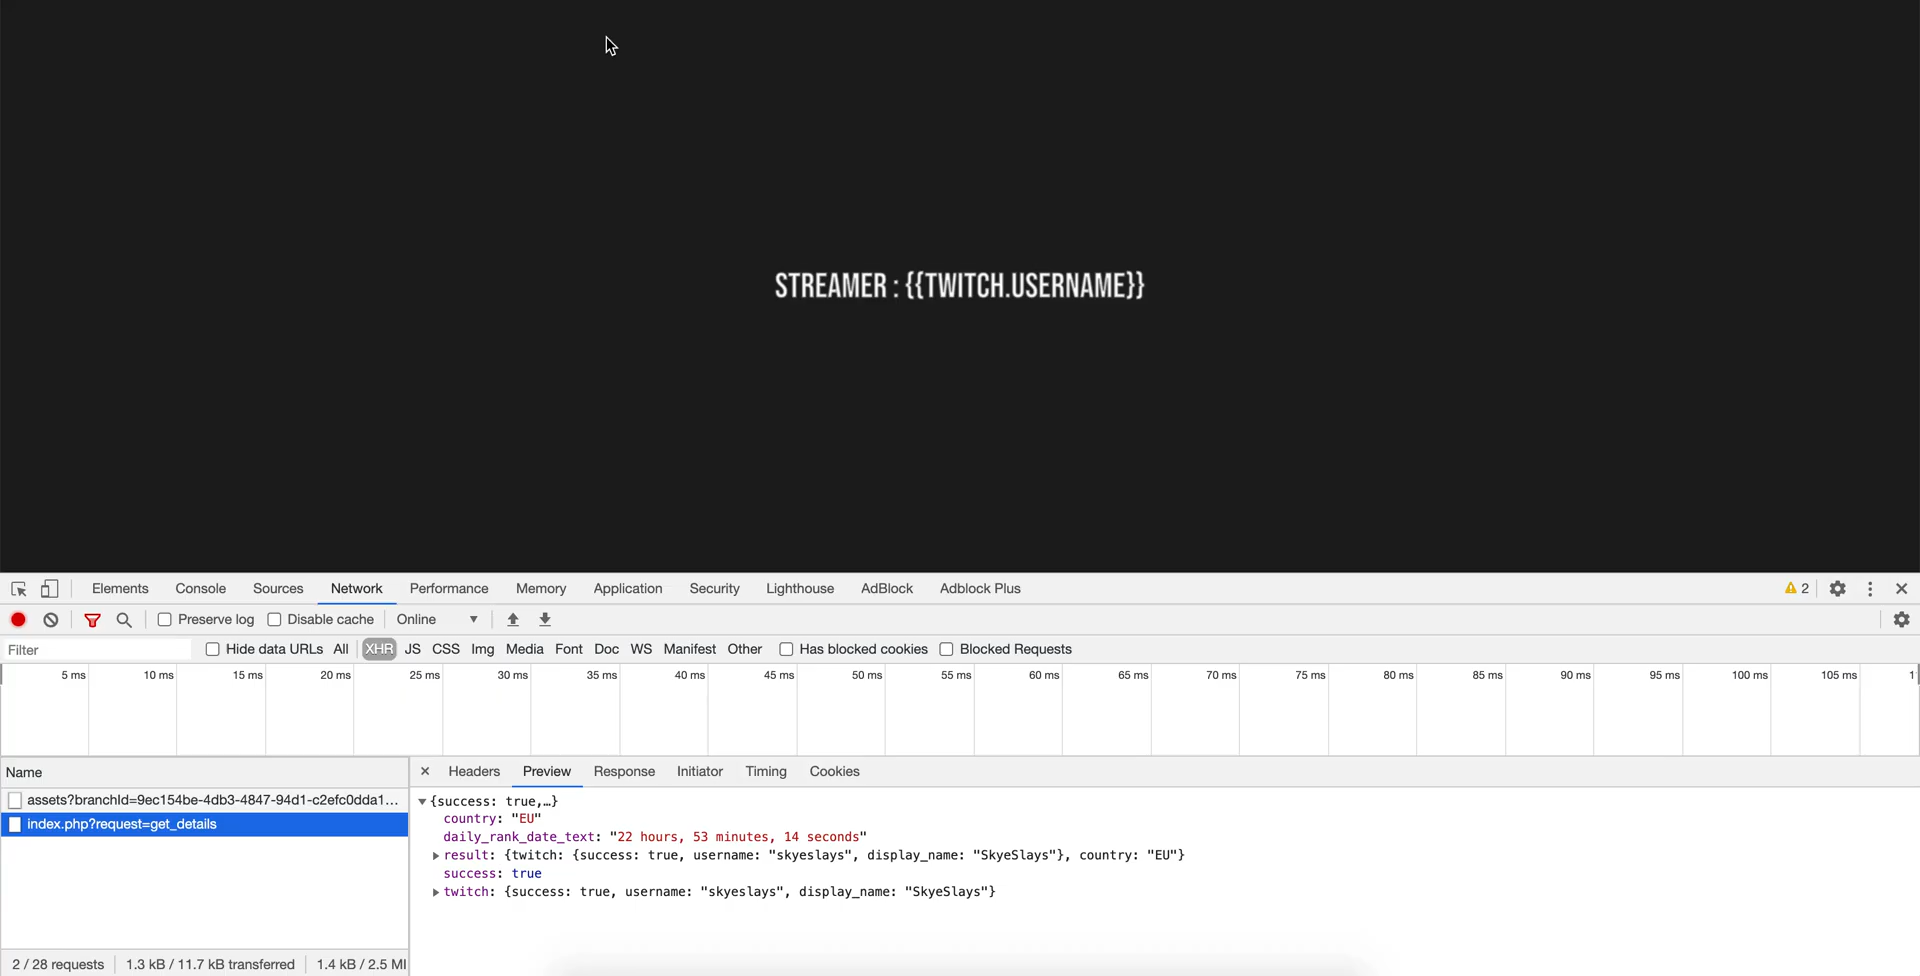 STREAMER : {{TWITCH.USERNAME}}
Elements Console Sources Network Performance Memory Application Security Lighthouse AdBlock Adblock Plus 2
Preserve log Disable cache Online
Filter Hide data URLs All XHR JS CSS Img Media Font Doc WS Manifest Other Has blocked cookies Blocked Requests
5 ms 10 ms 15 ms 20 ms 25 ms 30 ms 35 ms 40 ms 45 ms 50 ms 55 ms 60 ms 65 ms 70 ms 75 ms 80 ms 85 ms 90 ms 95 ms 100 ms 105 ms 1
Name
assets?branchId=9ec154be-4db3-4847-94d1-c2efc0dda1...
index.php?request=get_details
2 / 28 requests 1.3 kB / 11.7 kB transferred 1.4 kB / 2.5 MI
Headers Preview Response Initiator Timing Cookies
{success: true,…}
country: "EU"
daily_rank_date_text: "22 hours, 53 minutes, 14 seconds"
result: {twitch: {success: true, username: "skyeslays", display_name: "SkyeSlays"}, country: "EU"}
success: true
twitch: {success: true, username: "skyeslays", display_name: "SkyeSlays"}